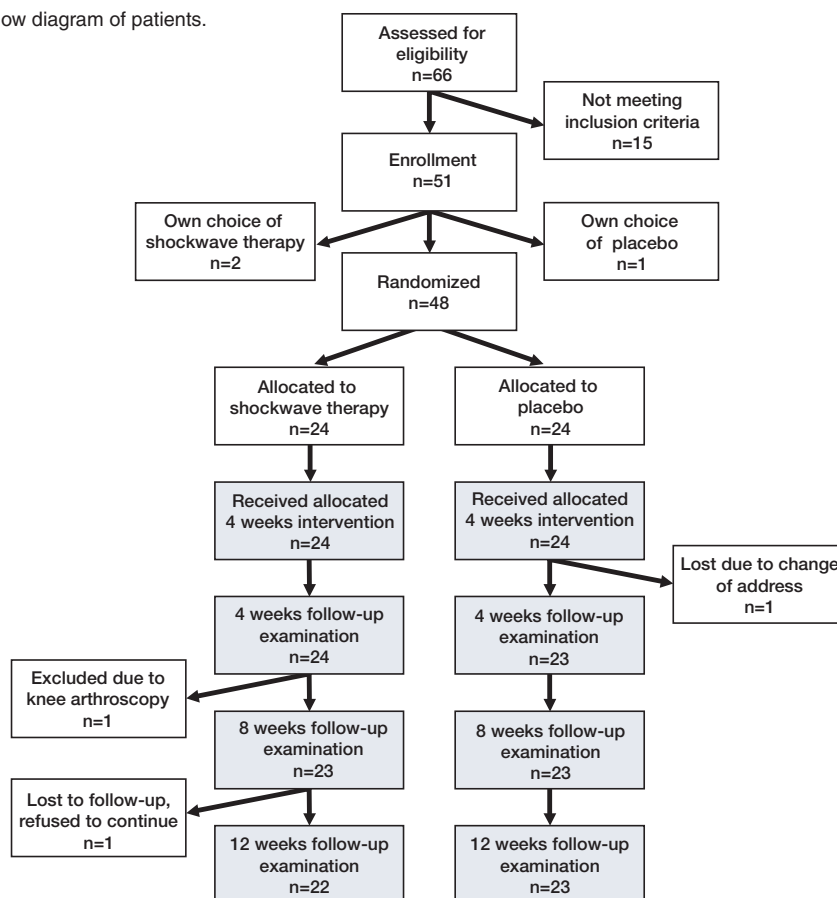 ow diagram of patients.
Assessed for
eligibility
n=66
Not meeting
inclusion criteria
n=15
Enrollment
n=51
Own choice of
shockwave therapy
n=2
Own choice
of placebo
n=1
Randomized
n=48
Allocated to
shockwave therapy
n=24
Allocated to
placebo
n=24
Received allocated
4 weeks intervention
n=24
Received allocated
4 weeks intervention
n=24
Lost due to change
of address
n=1
4 weeks follow-up
examination
n=24
4 weeks follow-up
examination
n=23
Excluded due to
knee arthroscopy
n=1
8 weeks follow-up
examination
n=23
8 weeks follow-up
examination
n=23
Lost to follow-up,
refused to continue
n=1
12 weeks follow-up
examination
n=22
12 weeks follow-up
examination
n=23